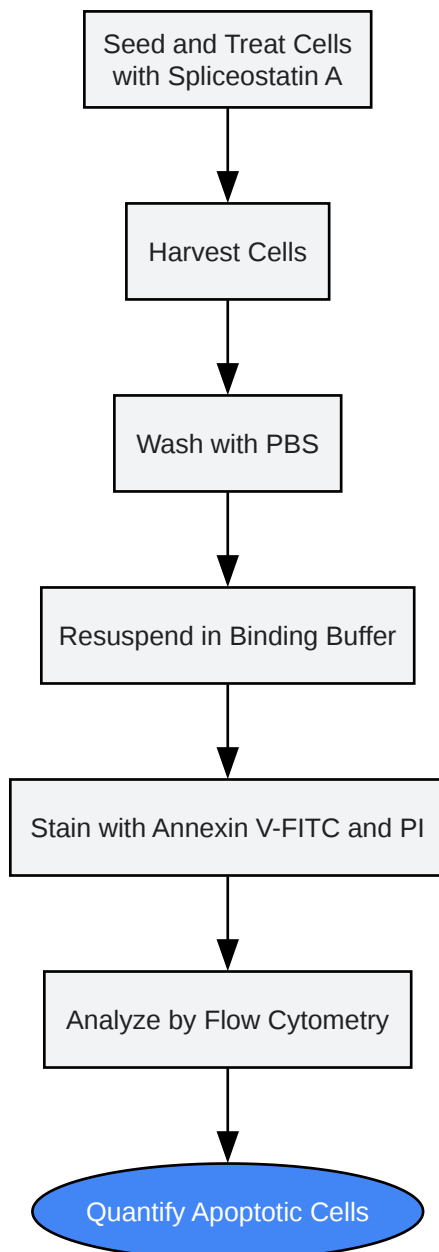 Seed and Treat Cells
with Spliceostatin A
Harvest Cells
Wash with PBS
Resuspend in Binding Buffer
Stain with Annexin V-FITC and PI
Analyze by Flow Cytometry
Quantify Apoptotic Cells